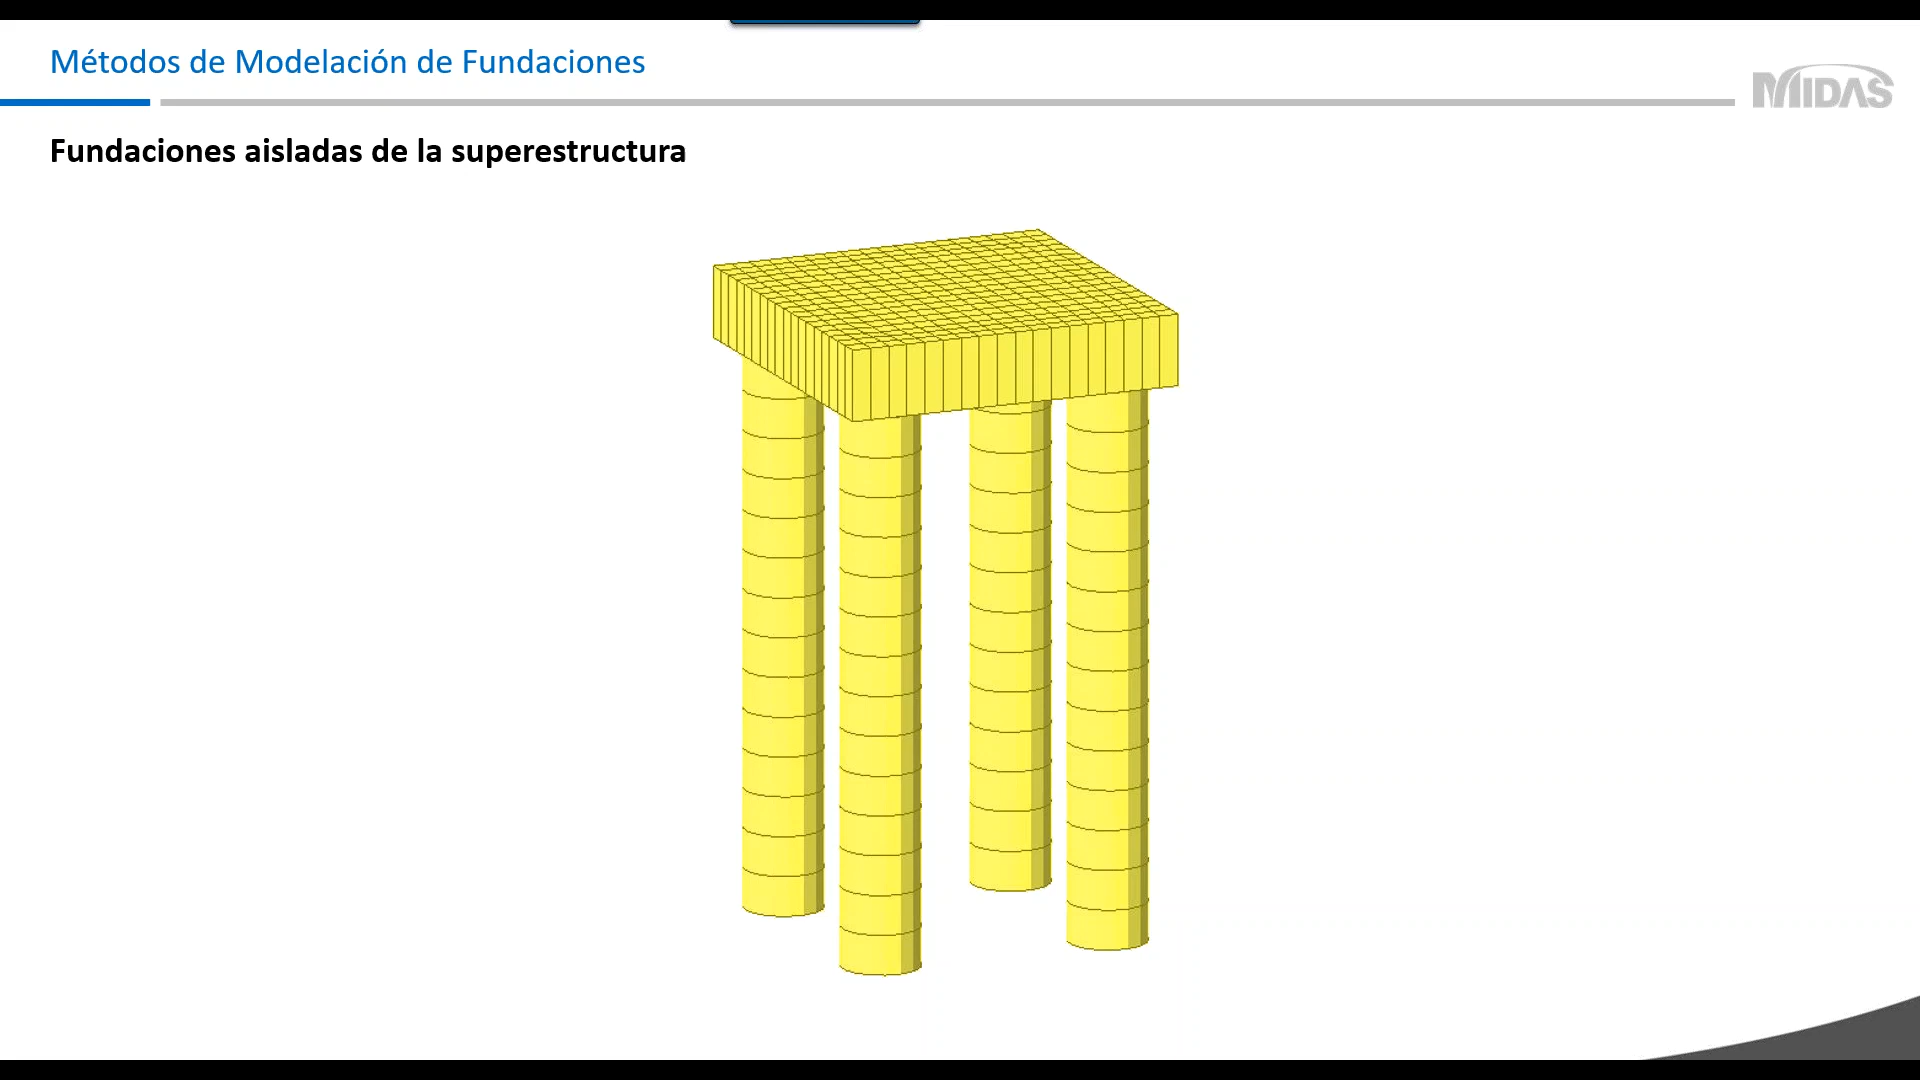 Métodos de Modelación de Fundaciones
MIDAS
Fundaciones aisladas de la superestructura